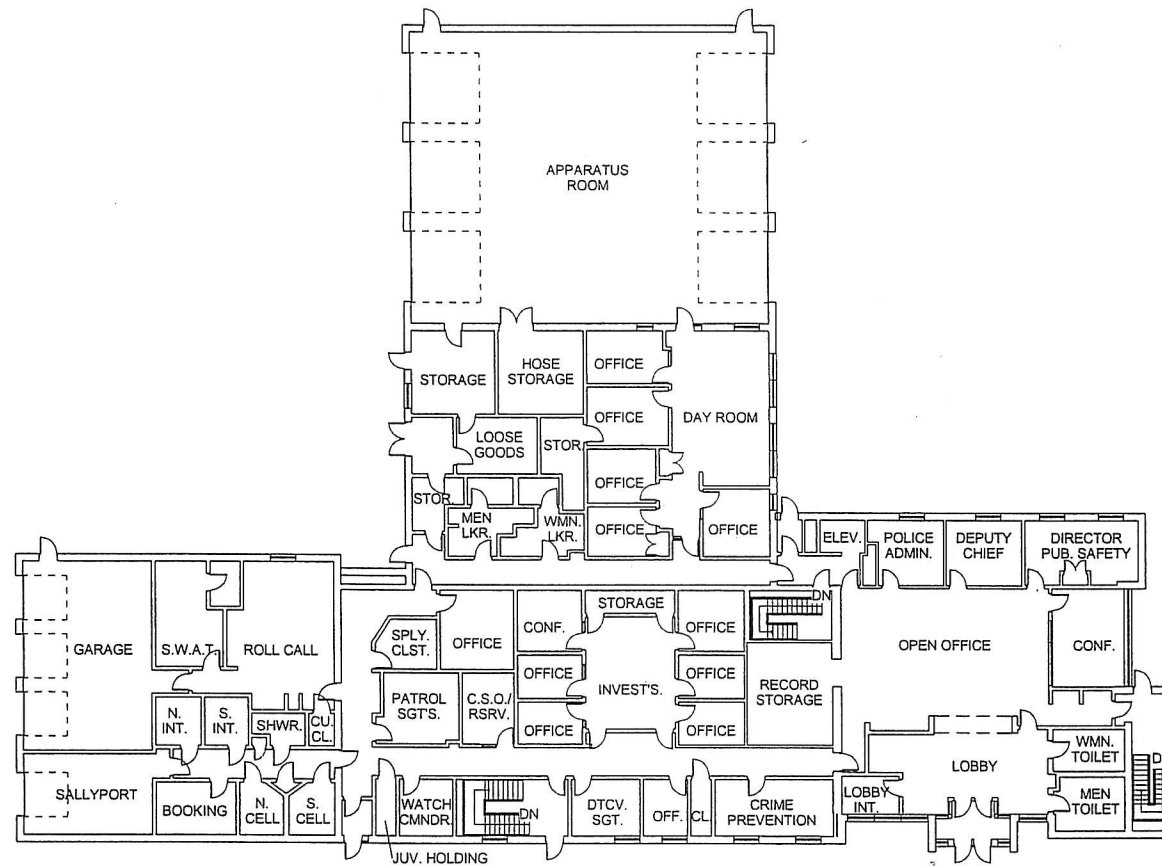 APPARATUS
ROOM
STORAGE
HOSE
STORAGE
OFFICE
OFFICE
DAY ROOM
LOOSE
GOODS
STOR.
OFFICE
STOR.
MEN
LKR.
WMN.
LKR.
OFFICE
OFFICE
ELEV.
POLICE
ADMIN.
DEPUTY
CHIEF
DIRECTOR
PUB. SAFETY
GARAGE
S.W.A.T.
ROLL CALL
SPLY.
CLST.
OFFICE
CONF.
STORAGE
OFFICE
DN
OPEN OFFICE
CONF.
PATROL
SGT'S.
C.S.O./
RSRV.
OFFICE
INVEST'S.
OFFICE
RECORD
STORAGE
OFFICE
OFFICE
N.
INT.
S.
INT.
SHWR.
CU.
CL.
SALLYPORT
BOOKING
N.
CELL
S.
CELL
WATCH
CMNDR.
DN
DTCV.
SGT.
OFF.
CL.
CRIME
PREVENTION
LOBBY
INT.
LOBBY
WMN.
TOILET
MEN
TOILET
D
JUV. HOLDING